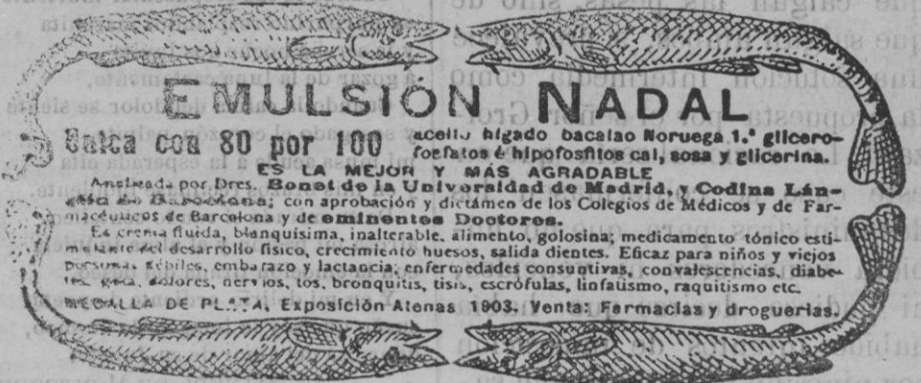 EMULSIÓN NADAL
Única con 80 por 100
aceite hígado bacalao Noruega 1.ª glicero-
fosfatos é hipofosfitos cal, sosa y glicerina.
ES LA MEJOR Y MÁS AGRADABLE
Analizada por Dres. Bonet de la Universidad de Madrid, y Codina Lán-
glin de Barcelona; con aprobación y dictámen de los Colegios de Médicos y de Far-
macéuticos de Barcelona y de eminentes Doctores.
Es crema fluida, blanquísima, inalterable, alimento, golosina; medicamento tónico esti-
mulante del desarrollo físico, crecimiento huesos, salida dientes. Eficaz para niños y viejos
personas débiles, embarazo y lactancia, enfermedades consuntivas, convalescencias, diabe-
tes, gota, dolores, nervios, tos, bronquitis, tisis, escrófulas, linfatismo, raquitismo etc.
MEDALLA DE PLATA, Exposición Atenas 1903. Venta: Farmacias y droguerías.